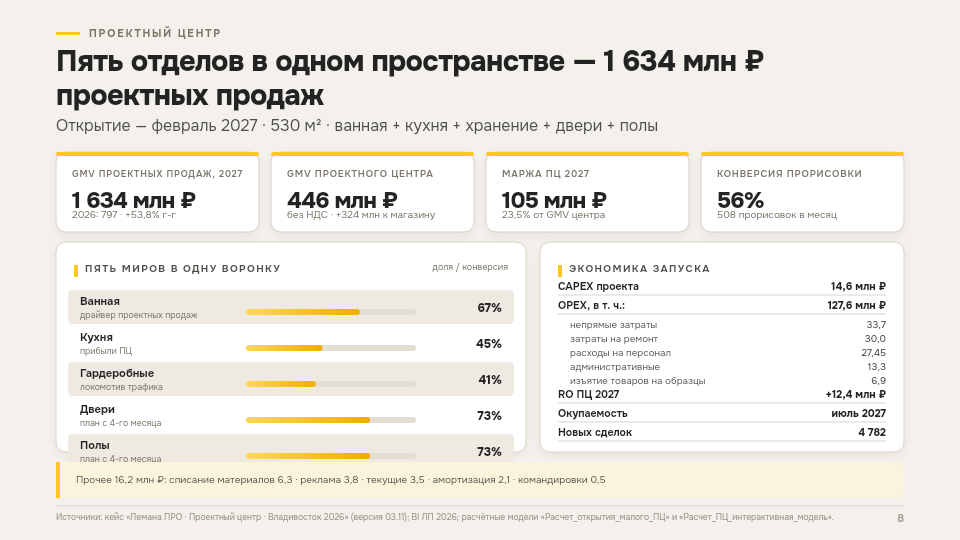 ПРОЕКТНЫЙ ЦЕНТР
Пять отделов в одном пространстве — 1 634 млн ₽
проектных продаж
Открытие — февраль 2027 · 530 м² · ванная + кухня + хранение + двери + полы
GMV ПРОЕКТНЫХ ПРОДАЖ, 2027
1 634 млн ₽
2026: 797 · +53,8% г-г
GMV ПРОЕКТНОГО ЦЕНТРА
446 млн ₽
без НДС · +324 млн к магазину
МАРЖА ПЦ 2027
105 млн ₽
23,5% от GMV центра
КОНВЕРСИЯ ПРОРИСОВКИ
56%
508 прорисовок в месяц
ПЯТЬ МИРОВ В ОДНУ ВОРОНКУ
доля / конверсия
Ванная
драйвер проектных продаж
67%
Кухня
прибыли ПЦ
45%
Гардеробные
локомотив трафика
41%
Двери
план с 4-го месяца
73%
Полы
план с 4-го месяца
73%
ЭКОНОМИКА ЗАПУСКА
CAPEX проекта 14,6 млн ₽
OPEX, в т. ч.: 127,6 млн ₽
непрямые затраты 33,7
затраты на ремонт 30,0
расходы на персонал 27,45
административные 13,3
изъятие товаров на образцы 6,9
RO ПЦ 2027 +12,4 млн ₽
Окупаемость июль 2027
Новых сделок 4 782
Прочее 16,2 млн ₽: списание материалов 6,3 · реклама 3,8 · текущие 3,5 · амортизация 2,1 · командировки 0,5
Источники: кейс «Лемана ПРО · Проектный центр · Владивосток 2026» (версия 03.11); BI ЛП 2026; расчётные модели «Расчет_открытия_малого_ПЦ» и «Расчет_ПЦ_интерактивная_модель».
8